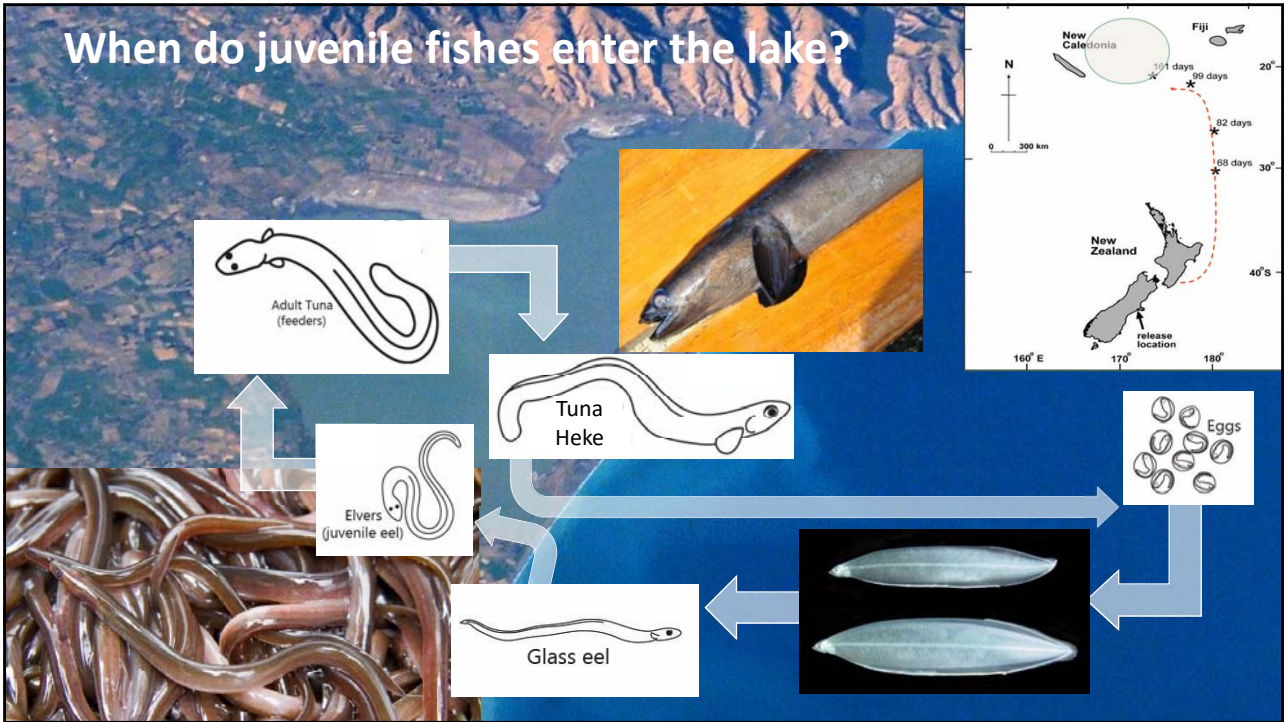 When do juvenile fishes enter the lake?
New
Caledonia
Fiji
N
161 days
99 days
20°
82 days
0 300 km
68 days
30°
New
Zealand
40°S
release
location
160° E
170°
180°
Adult Tuna
(feeders)
Tuna
Heke
Eggs
Elvers
(juvenile eel)
Glass eel